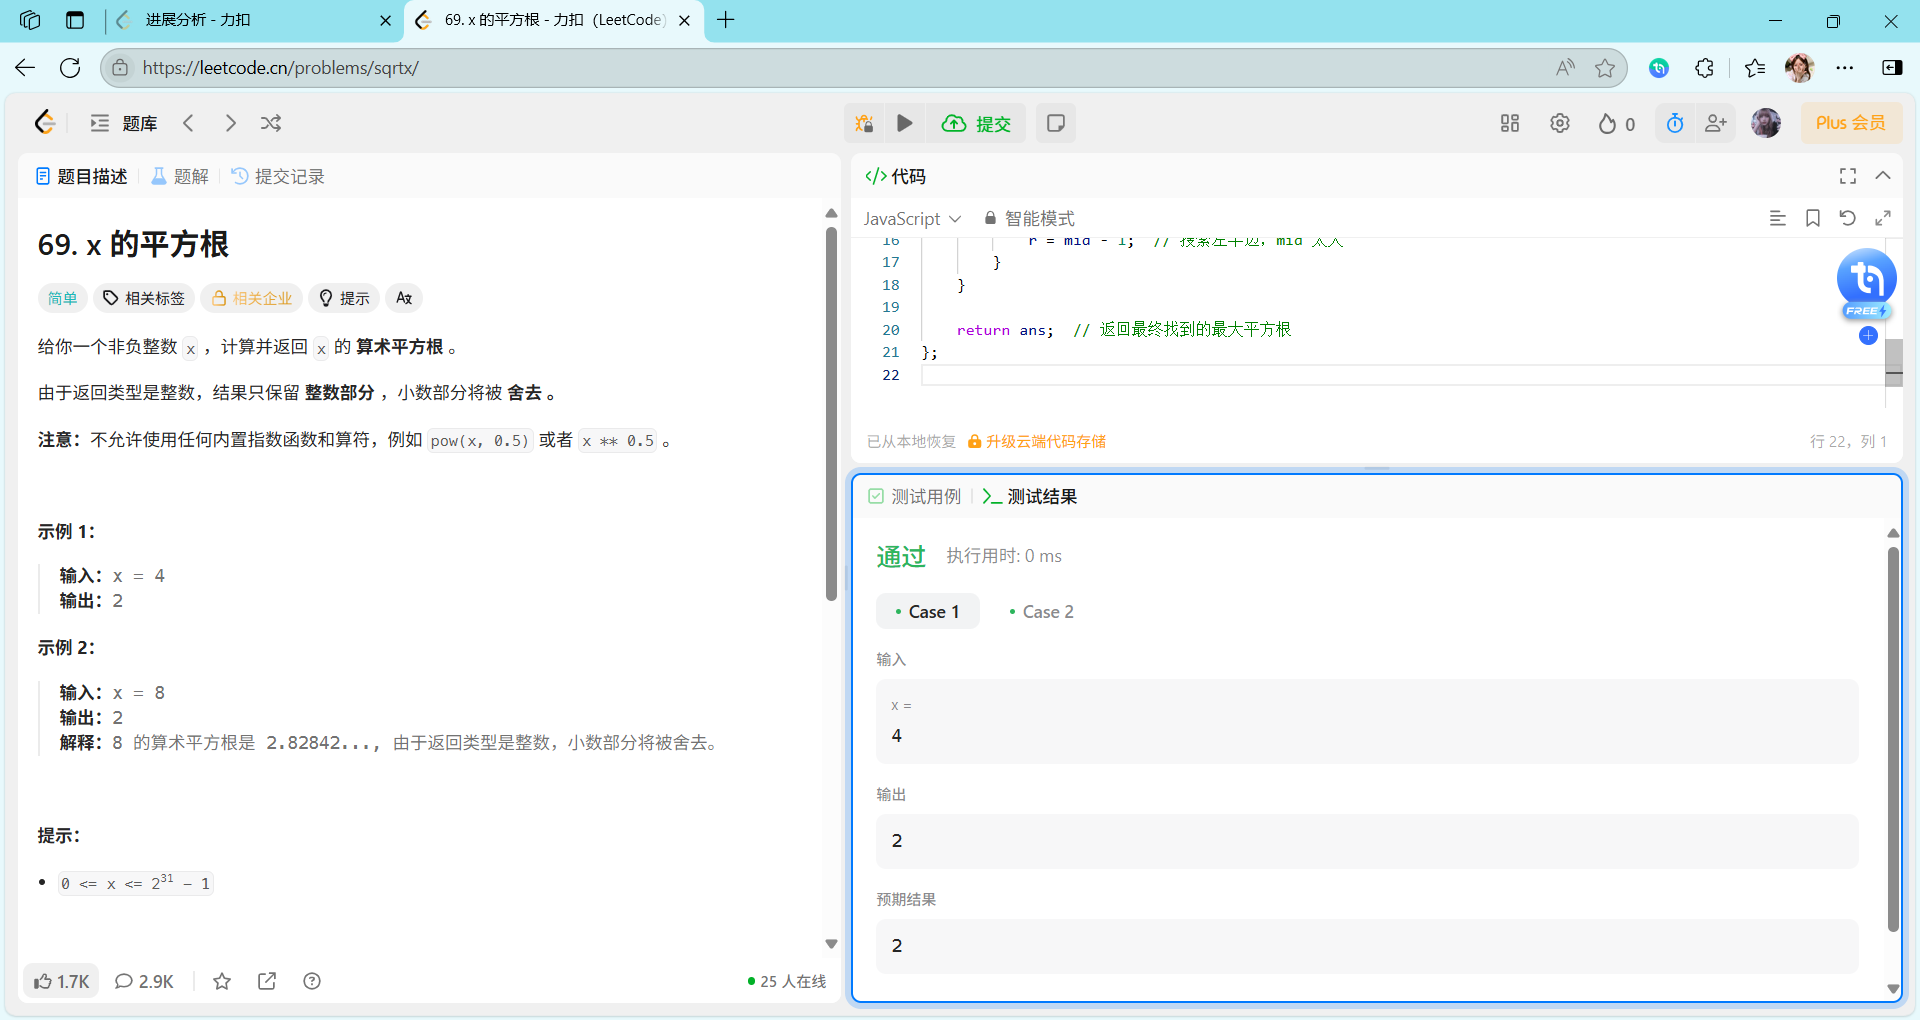 进展分析 - 力扣
69. x 的平方根 - 力扣（LeetCode）
https://leetcode.cn/problems/sqrtx/
题库
提交
0
Plus 会员
题目描述
题解
提交记录
69. x 的平方根
简单
相关标签
相关企业
提示
给你一个非负整数 x ，计算并返回 x 的 算术平方根 。
由于返回类型是整数，结果只保留 整数部分 ，小数部分将被 舍去 。
注意：不允许使用任何内置指数函数和算符，例如 pow(x, 0.5) 或者 x ** 0.5 。
示例 1：
输入：x = 4
输出：2
示例 2：
输入：x = 8
输出：2
解释：8 的算术平方根是 2.82842..., 由于返回类型是整数，小数部分将被舍去。
提示：
0 <= x <= 2^31 - 1
1.7K
2.9K
25 人在线
代码
JavaScript
智能模式
16 r = mid - 1; // 搜索左半边，mid 太大
17 }
18 }
19
20 return ans; // 返回最终找到的最大平方根
21 };
22
FREE
已从本地恢复
升级云端代码存储
行 22，列 1
测试用例
测试结果
通过
执行用时: 0 ms
Case 1
Case 2
输入
x =
4
输出
2
预期结果
2